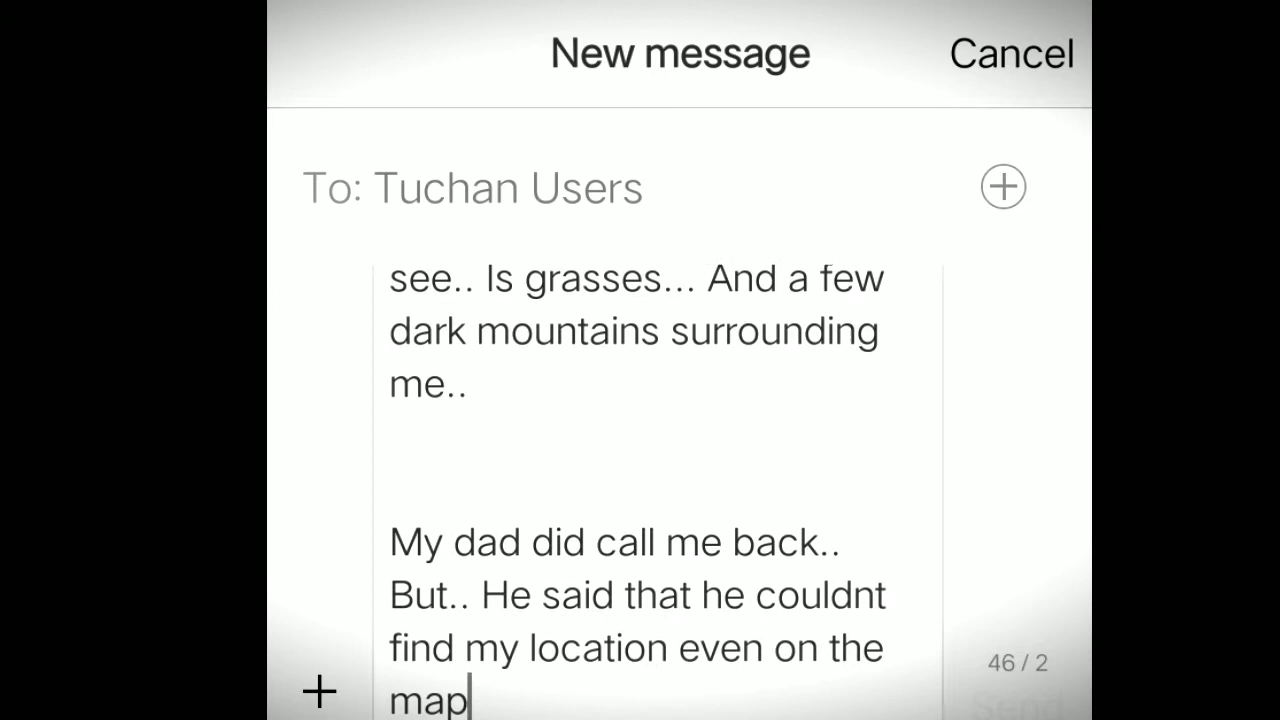 New message
Cancel
To: Tuchan Users
see.. Is grasses... And a few
dark mountains surrounding
me..
My dad did call me back..
But.. He said that he couldnt
find my location even on the
map
46 / 2
Send